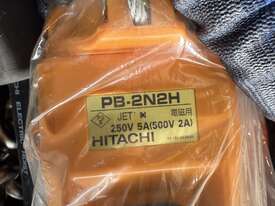 PB-2N2H
JET
電磁用
250V 5A(500V 2A)
HITACHI